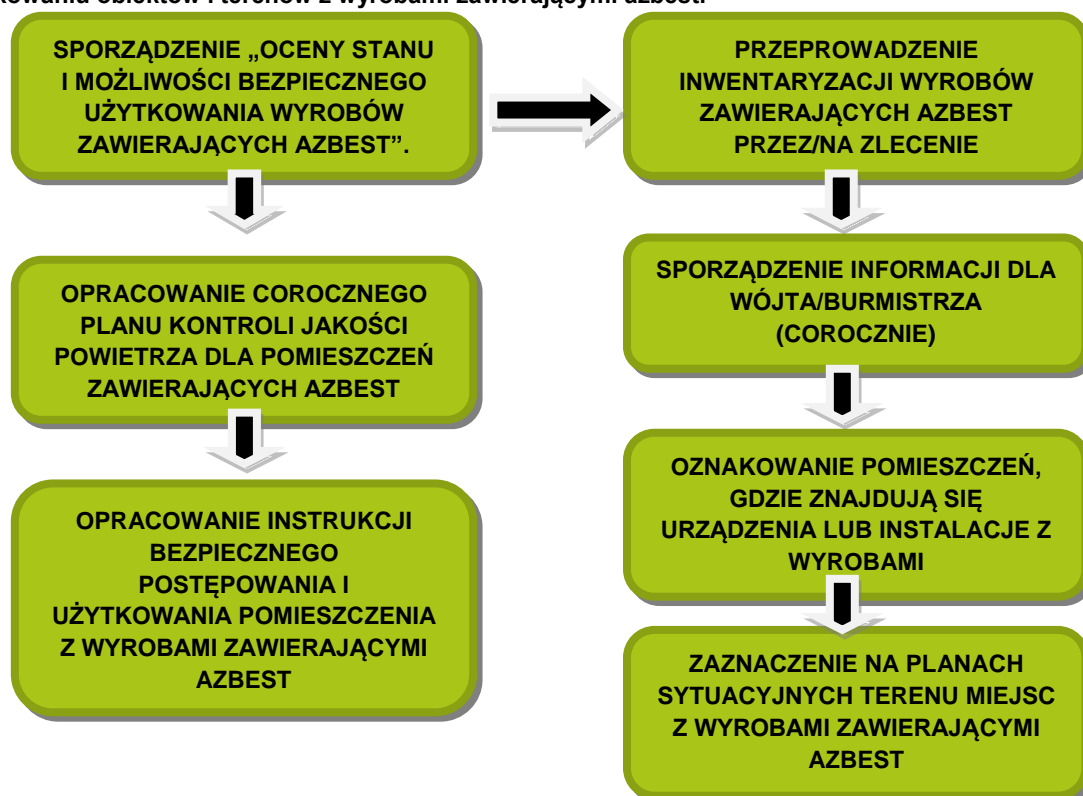 SPORZĄDZENIE „OCENY STANU
I MOŻLIWOŚCI BEZPIECZNEGO
UŻYTKOWANIA WYROBÓW
ZAWIERAJĄCYCH AZBEST”.
PRZEPROWADZENIE
INWENTARYZACJI WYROBÓW
ZAWIERAJĄCYCH AZBEST
PRZEZ/NA ZLECENIE
OPRACOWANIE COROCZNEGO
PLANU KONTROLI JAKOŚCI
POWIETRZA DLA POMIESZCZEŃ
ZAWIERAJĄCYCH AZBEST
SPORZĄDZENIE INFORMACJI DLA
WÓJTA/BURMISTRZA
(COROCZNIE)
OPRACOWANIE INSTRUKCJI
BEZPIECZNEGO
POSTĘPOWANIA I
UŻYTKOWANIA POMIESZCZENIA
Z WYROBAMI ZAWIERAJĄCYMI
AZBEST
OZNAKOWANIE POMIESZCZEŃ,
GDZIE ZNAJDUJĄ SIĘ
URZĄDZENIA LUB INSTALACJE Z
WYROBAMI
ZAZNACZENIE NA PLANACH
SYTUACYJNYCH TERENU MIEJSC
Z WYROBAMI ZAWIERAJĄCYMI
AZBEST